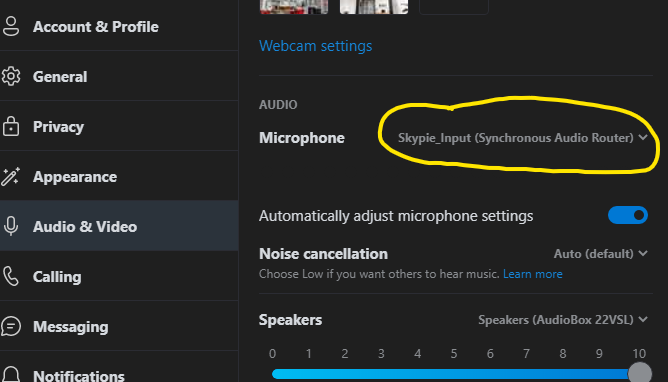 Account & Profile
General
Privacy
Appearance
Audio & Video
Calling
Messaging
Notifications
Webcam settings
AUDIO
Microphone Skypie_Input (Synchronous Audio Router)
Automatically adjust microphone settings
Noise cancellation Auto (default)
Choose Low if you want others to hear music. Learn more
Speakers Speakers (AudioBox 22VSL)
0 1 2 3 4 5 6 7 8 9 10